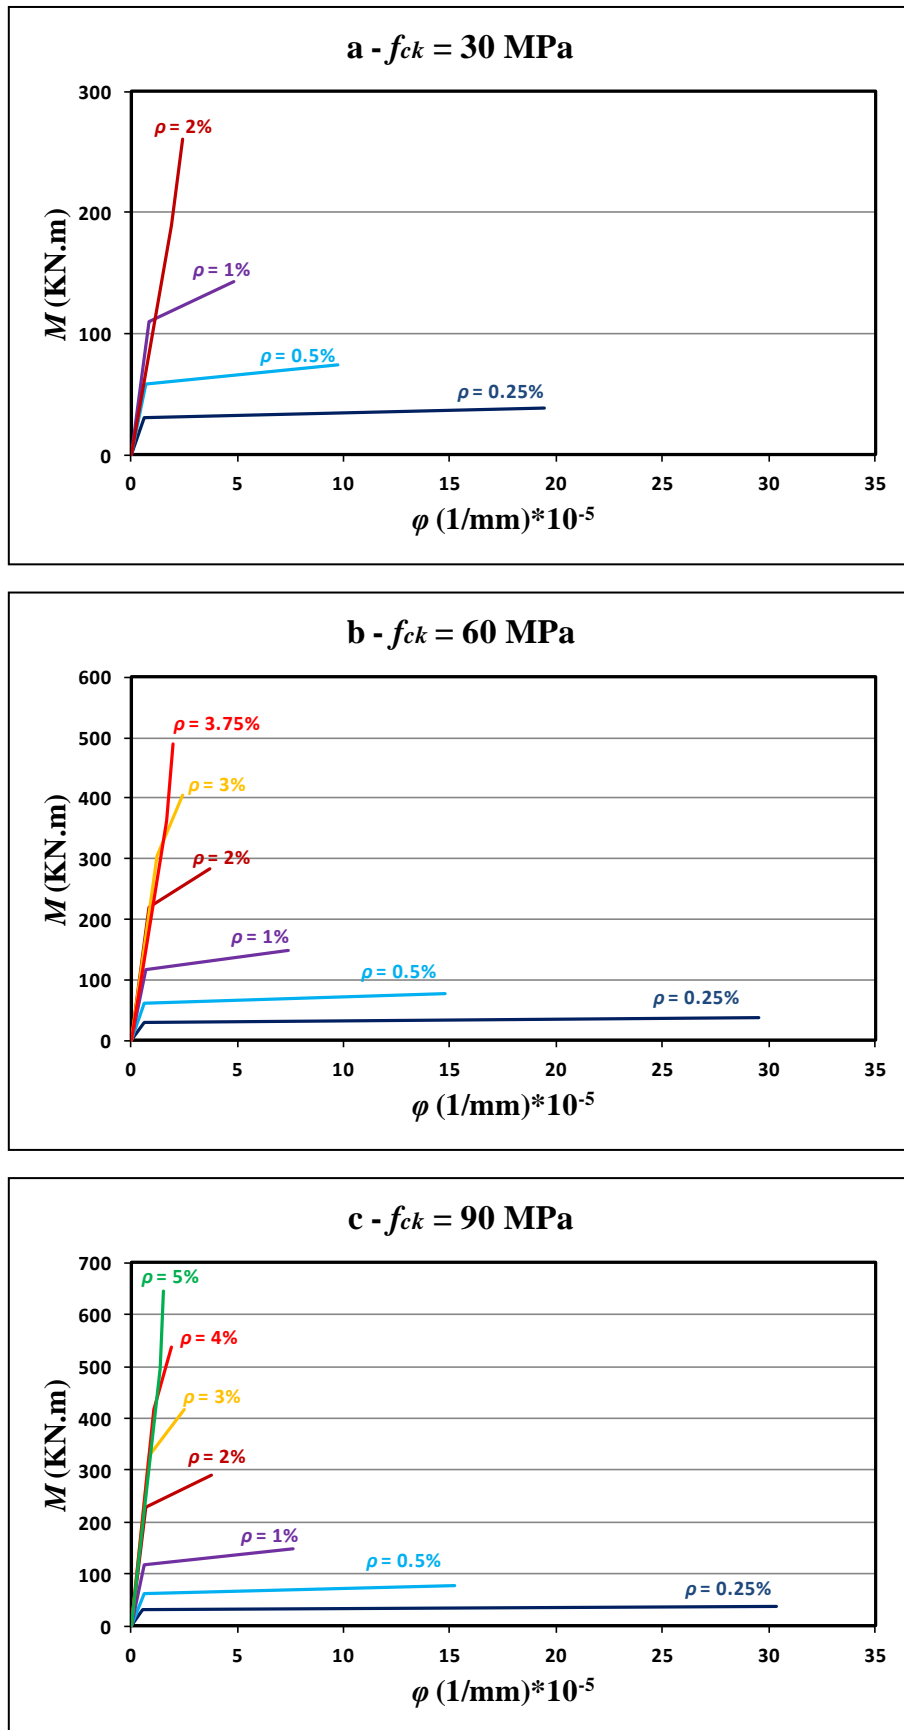 a - fck = 30 MPa
300
ρ = 2%
200
ρ = 1%
100
ρ = 0.5%
ρ = 0.25%
0
M (KN.m)
0 5 10 15 20 25 30 35
φ (1/mm)*10-5
b - fck = 60 MPa
600
500
ρ = 3.75%
400
ρ = 3%
300
ρ = 2%
200
ρ = 1%
100
ρ = 0.5%
ρ = 0.25%
0
M (KN.m)
0 5 10 15 20 25 30 35
φ (1/mm)*10-5
c - fck = 90 MPa
700
ρ = 5%
600
ρ = 4%
500
ρ = 3%
400
300
ρ = 2%
200
ρ = 1%
100
ρ = 0.5%
ρ = 0.25%
0
M (KN.m)
0 5 10 15 20 25 30 35
φ (1/mm)*10-5